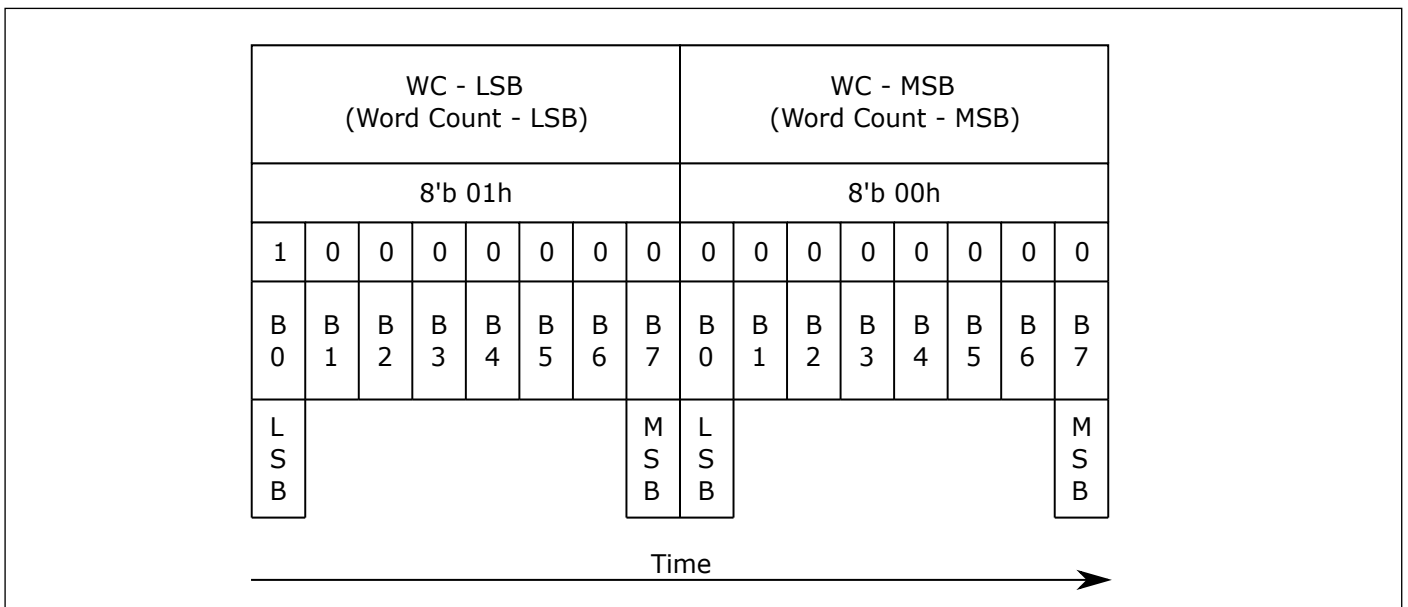 WC - LSB
(Word Count - LSB)
WC - MSB
(Word Count - MSB)
8'b 01h
8'b 00h
1 0 0 0 0 0 0 0 0 0 0 0 0 0 0 0
B B B B B B B B B B B B B B B B
0 1 2 3 4 5 6 7 0 1 2 3 4 5 6 7
L M L M
S S S S
B B B B
Time